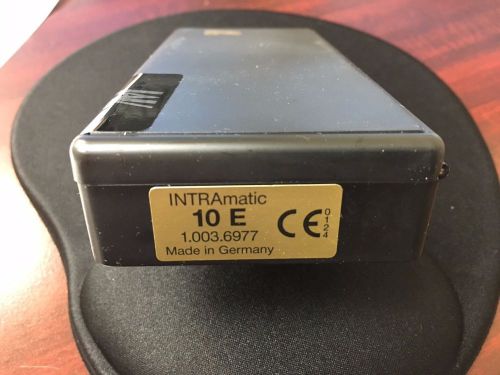 INTRAmatic
10 E
1.003.6977
Made in Germany
CE
0124